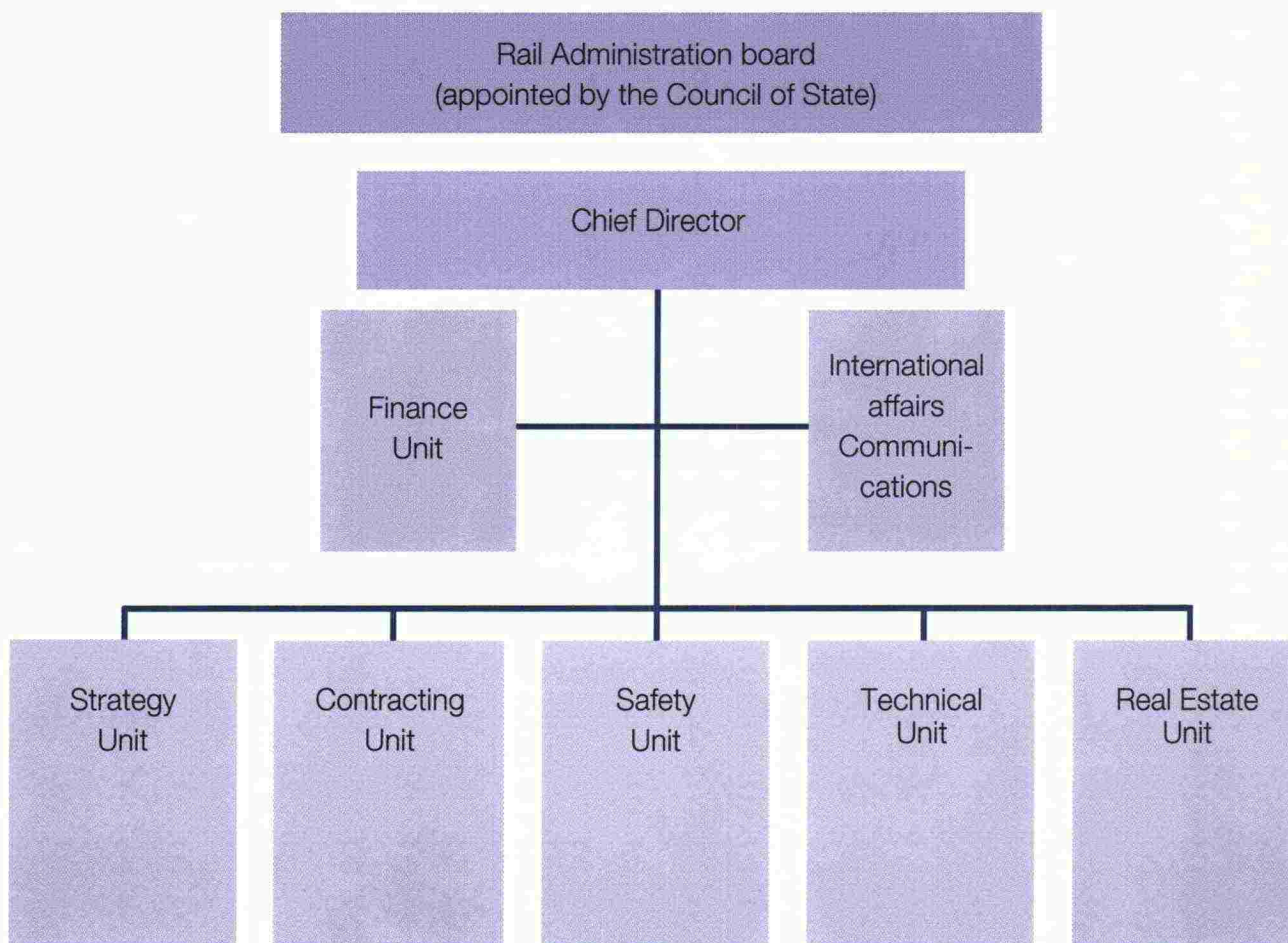 Rail Administration board
(appointed by the Council of State)
Chief Director
Finance
Unit
International
affairs
Communi-
cations
Strategy
Unit
Contracting
Unit
Safety
Unit
Technical
Unit
Real Estate
Unit